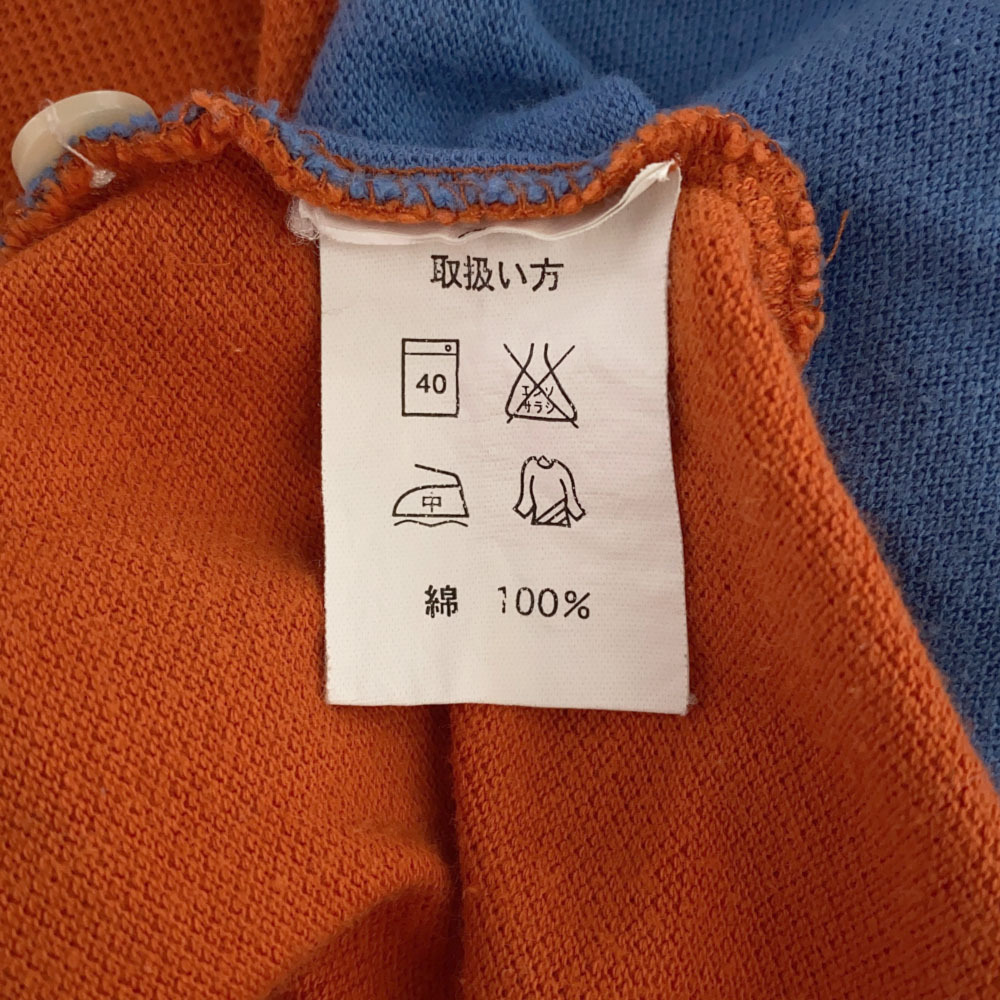 取扱い方
40
エンソ
サラシ
中
綿 100%